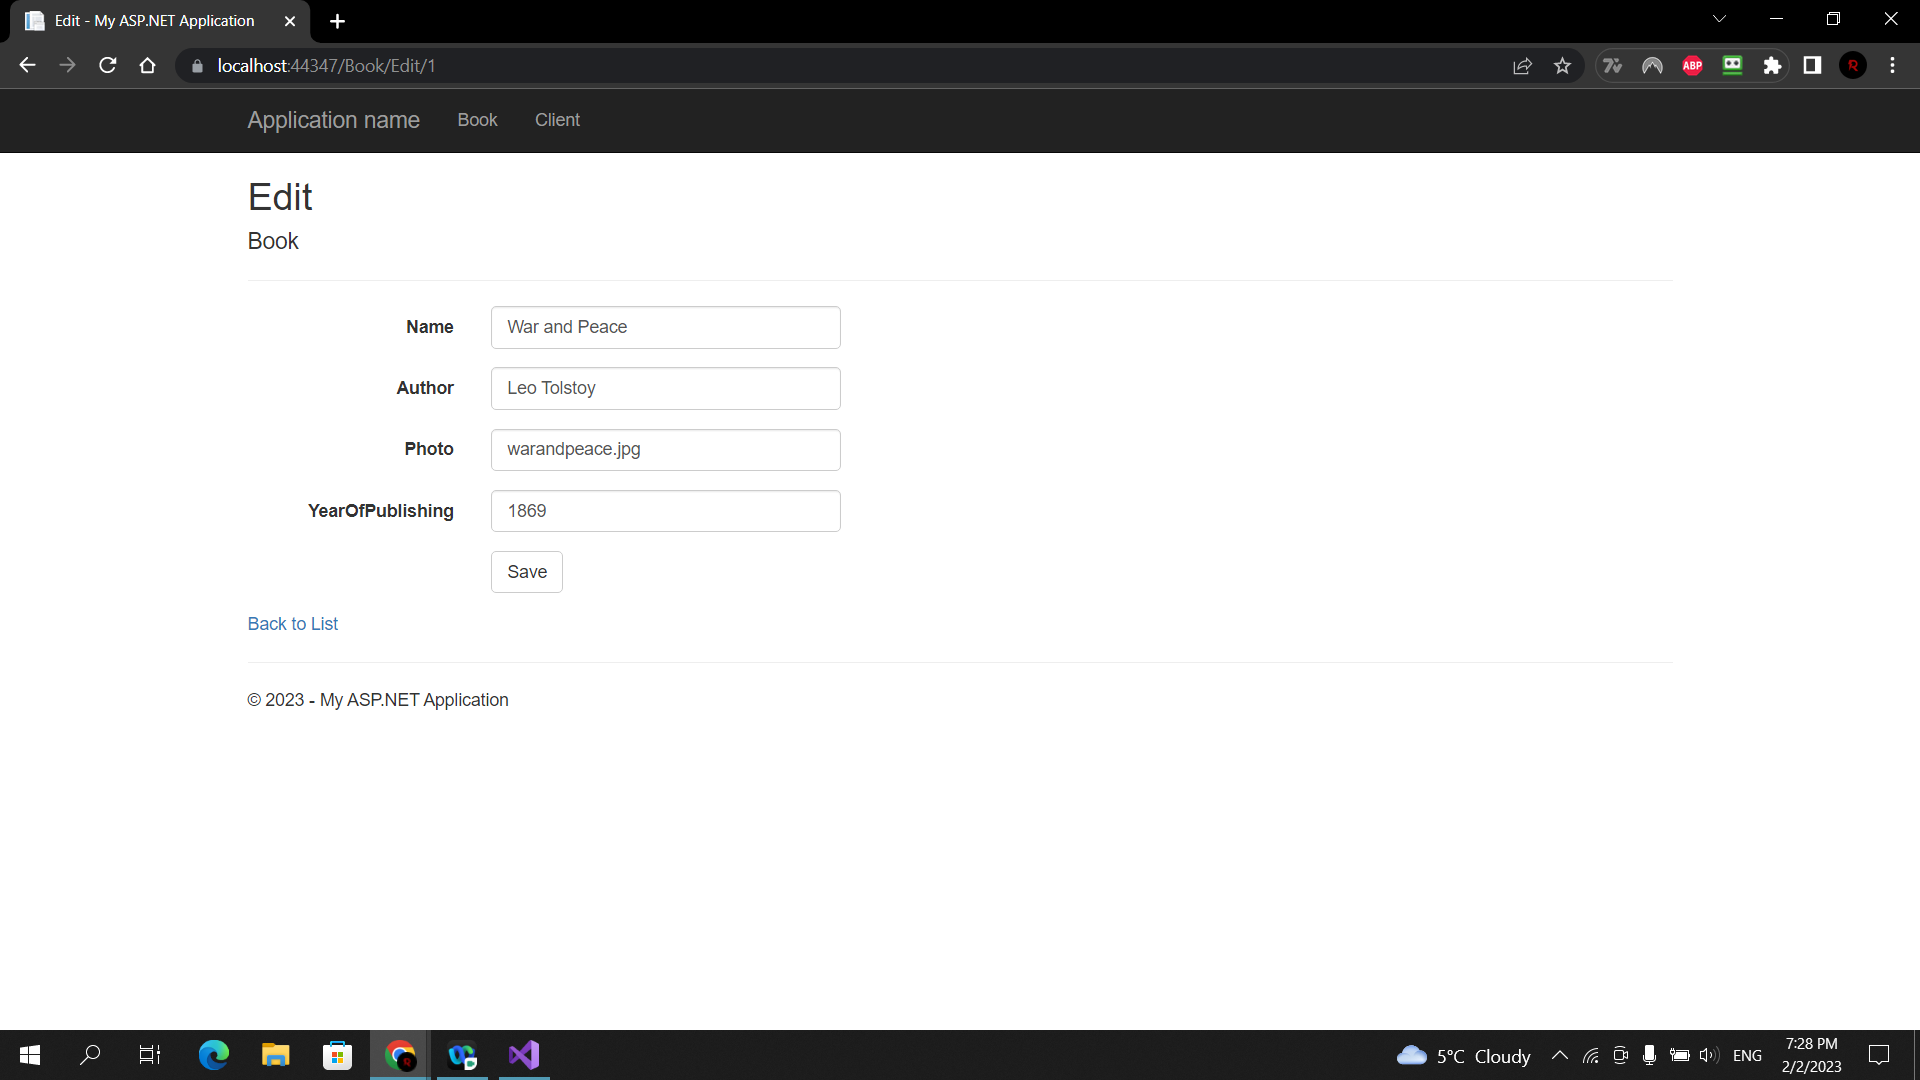 Edit - My ASP.NET Application
localhost:44347/Book/Edit/1
ABP
R
Application name Book Client
Edit
Book
Name War and Peace
Author Leo Tolstoy
Photo warandpeace.jpg
YearOfPublishing 1869
Save
Back to List
© 2023 - My ASP.NET Application
5°C Cloudy ENG 7:28 PM
2/2/2023